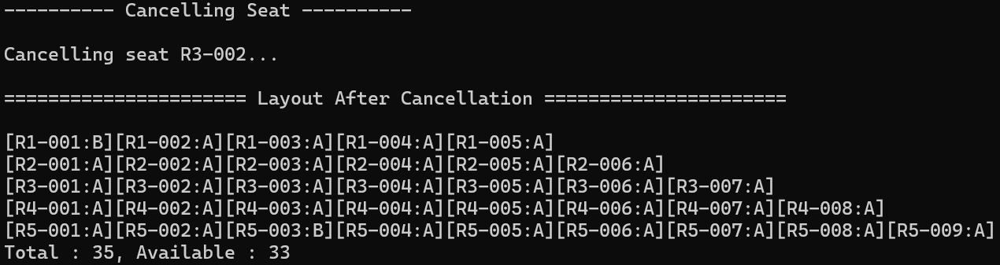 ---------- Cancelling Seat ----------
Cancelling seat R3-002...
====================== Layout After Cancellation ======================
[R1-001:B][R1-002:A][R1-003:A][R1-004:A][R1-005:A]
[R2-001:A][R2-002:A][R2-003:A][R2-004:A][R2-005:A][R2-006:A]
[R3-001:A][R3-002:A][R3-003:A][R3-004:A][R3-005:A][R3-006:A][R3-007:A]
[R4-001:A][R4-002:A][R4-003:A][R4-004:A][R4-005:A][R4-006:A][R4-007:A][R4-008:A]
[R5-001:A][R5-002:A][R5-003:B][R5-004:A][R5-005:A][R5-006:A][R5-007:A][R5-008:A][R5-009:A]
Total : 35, Available : 33